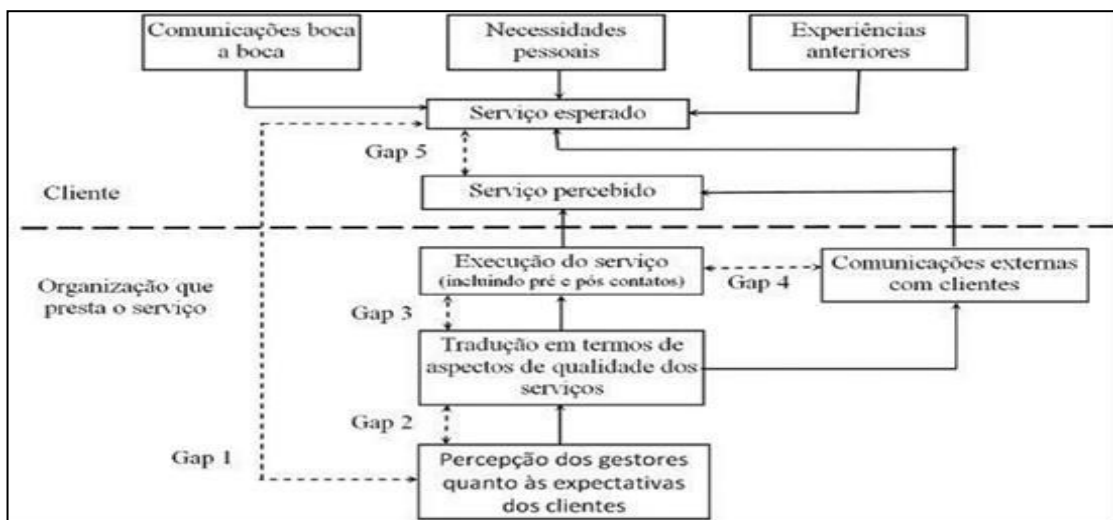 Comunicações boca
a boca
Necessidades
pessoais
Experiências
anteriores
Serviço esperado
Gap 5
Serviço percebido
Cliente
Execução do serviço
(incluindo pré e pós contatos)
Comunicações externas
com clientes
Gap 4
Organização que
presta o serviço
Gap 3
Tradução em termos de
aspectos de qualidade dos
serviços
Gap 2
Gap 1
Percepção dos gestores
quanto às expectativas
dos clientes